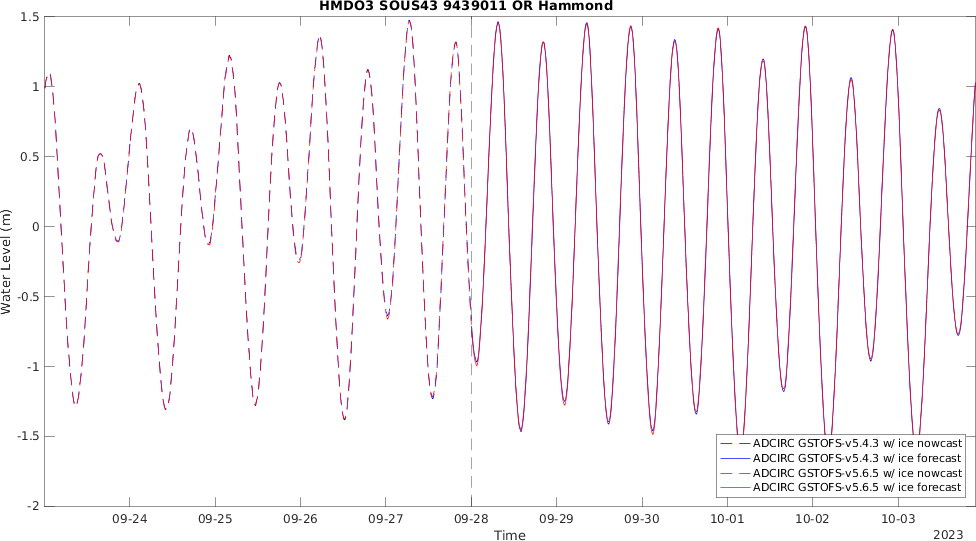 HMDO3 SOUS43 9439011 OR Hammond
1.5
1
0.5
0
-0.5
-1
-1.5
-2
Water Level (m)
ADCIRC GSTOFS-v5.4.3 w/ ice nowcast
ADCIRC GSTOFS-v5.4.3 w/ ice forecast
ADCIRC GSTOFS-v5.6.5 w/ ice nowcast
ADCIRC GSTOFS-v5.6.5 w/ ice forecast
09-24 09-25 09-26 09-27 09-28 09-29 09-30 10-01 10-02 10-03
Time
2023